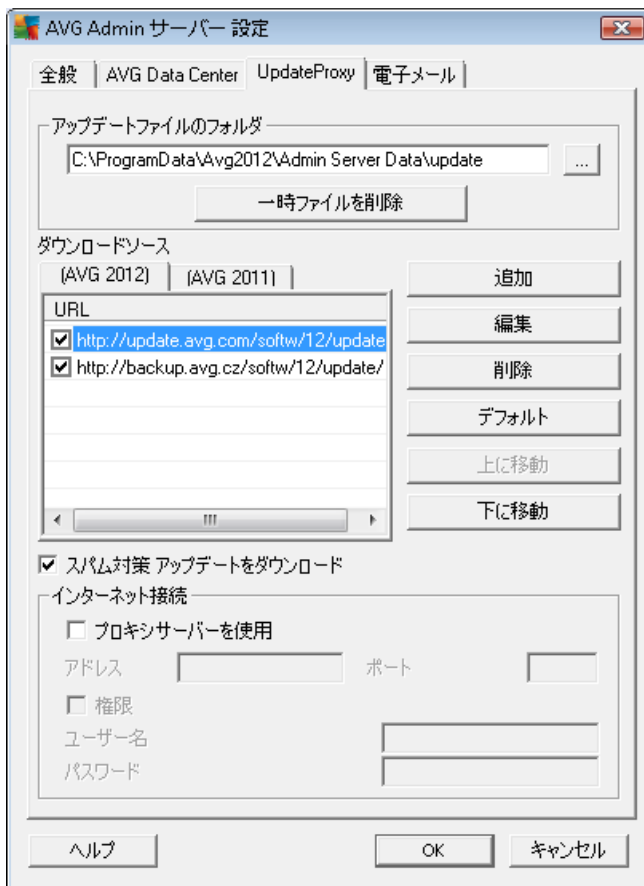 AVG Admin サーバー 設定
全般
AVG Data Center
UpdateProxy
電子メール
アップデートファイルのフォルダ
C:\ProgramData\Avg2012\Admin Server Data\update
...
一時ファイルを削除
ダウンロードソース
(AVG 2012)
(AVG 2011)
URL
http://update.avg.com/softw/12/update
http://backup.avg.cz/softw/12/update/
追加
編集
削除
デフォルト
上に移動
下に移動
スパム対策 アップデートをダウンロード
インターネット接続
プロキシサーバーを使用
アドレス
ポート
権限
ユーザー名
パスワード
ヘルプ
OK
キャンセル